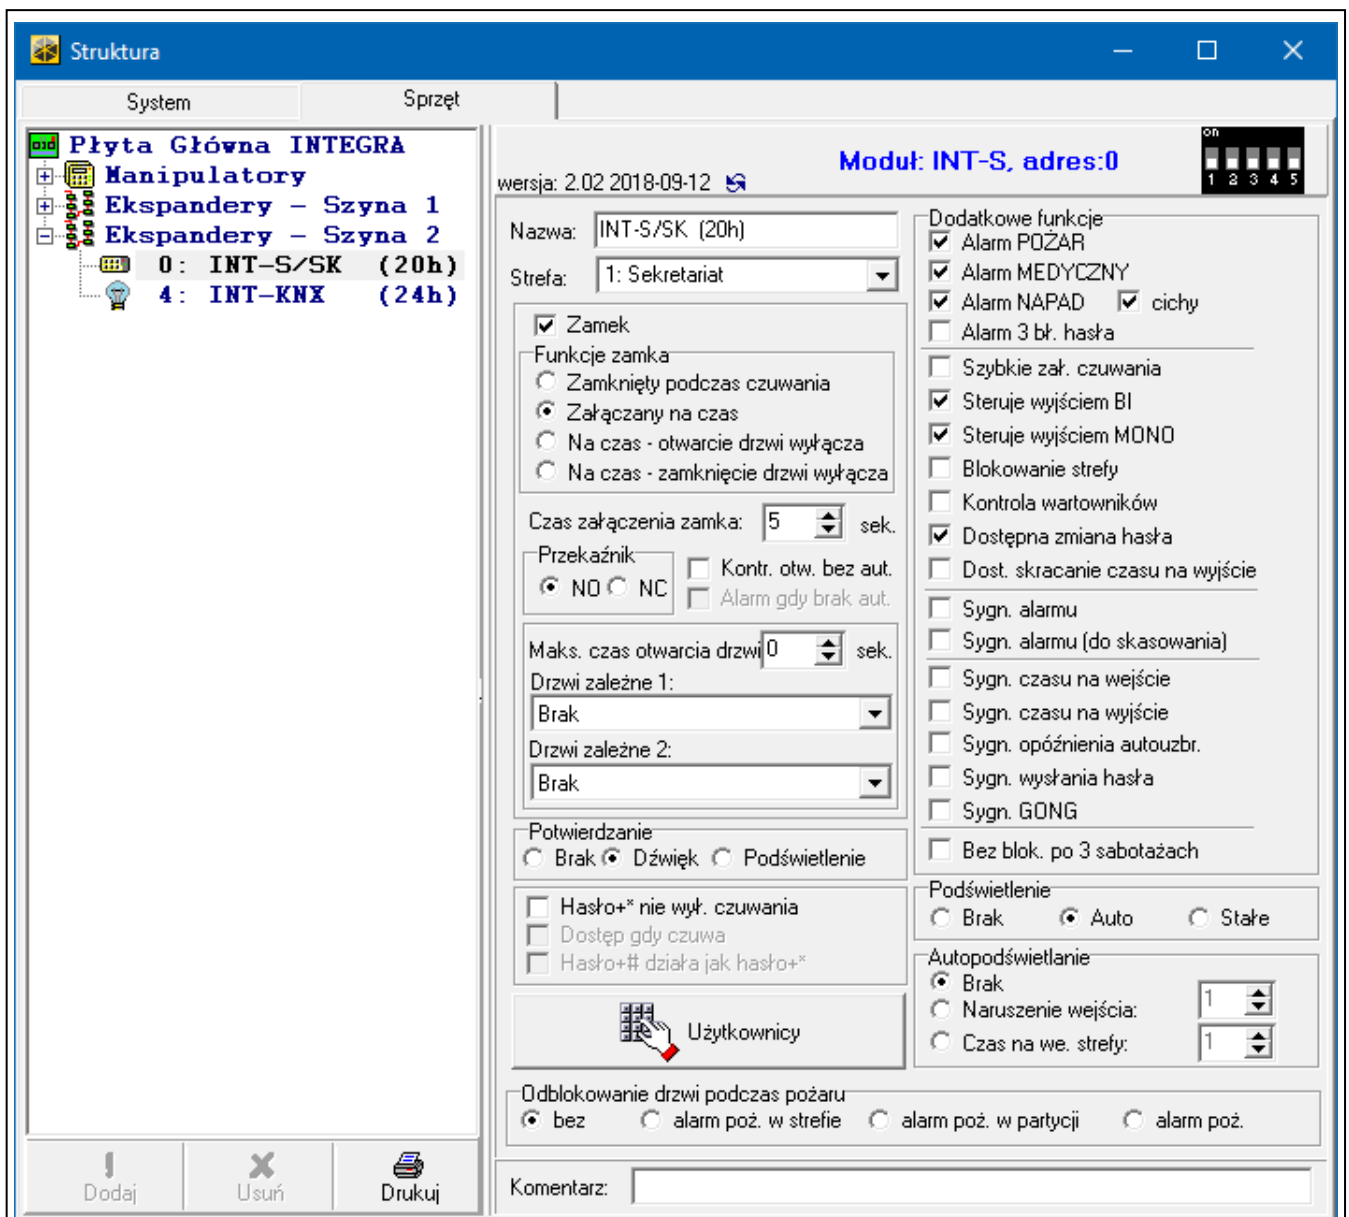 Struktura
System Sprzęt
Płyta Główna INTEGRA
Manipulatory
Ekspandery – Szyna 1
Ekspandery – Szyna 2
0: INT–S/SK (20h)
4: INT–KNX (24h)
Dodaj Usuń Drukuj
wersja: 2.02 2018-09-12 Moduł: INT-S, adres:0
on
1 2 3 4 5
Nazwa: INT-S/SK (20h)
Strefa: 1: Sekretariat
Zamek
Funkcje zamka
Zamknięty podczas czuwania
Załączany na czas
Na czas - otwarcie drzwi wyłącza
Na czas - zamknięcie drzwi wyłącza
Czas załączenia zamka: 5 sek.
Przekaźnik
NO NC
Kontr. otw. bez aut.
Alarm gdy brak aut.
Maks. czas otwarcia drzwi 0 sek.
Drzwi zależne 1:
Brak
Drzwi zależne 2:
Brak
Potwierdzanie
Brak Dźwięk Podświetlenie
Hasło+* nie wył. czuwania
Dostęp gdy czuwa
Hasło+# działa jak hasło+*
Użytkownicy
Dodatkowe funkcje
Alarm POŻAR
Alarm MEDYCZNY
Alarm NAPAD cichy
Alarm 3 bł. hasła
Szybkie zał. czuwania
Steruje wyjściem BI
Steruje wyjściem MONO
Blokowanie strefy
Kontrola wartowników
Dostępna zmiana hasła
Dost. skracanie czasu na wyjście
Sygn. alarmu
Sygn. alarmu (do skasowania)
Sygn. czasu na wejście
Sygn. czasu na wyjście
Sygn. opóźnienia autouzbr.
Sygn. wysłania hasła
Sygn. GONG
Bez blok. po 3 sabotażach
Podświetlenie
Brak Auto Stałe
Autopodświetlanie
Brak
Naruszenie wejścia: 1
Czas na we. strefy: 1
Odblokowanie drzwi podczas pożaru
bez alarm poż. w strefie alarm poż. w partycji alarm poż.
Komentarz: